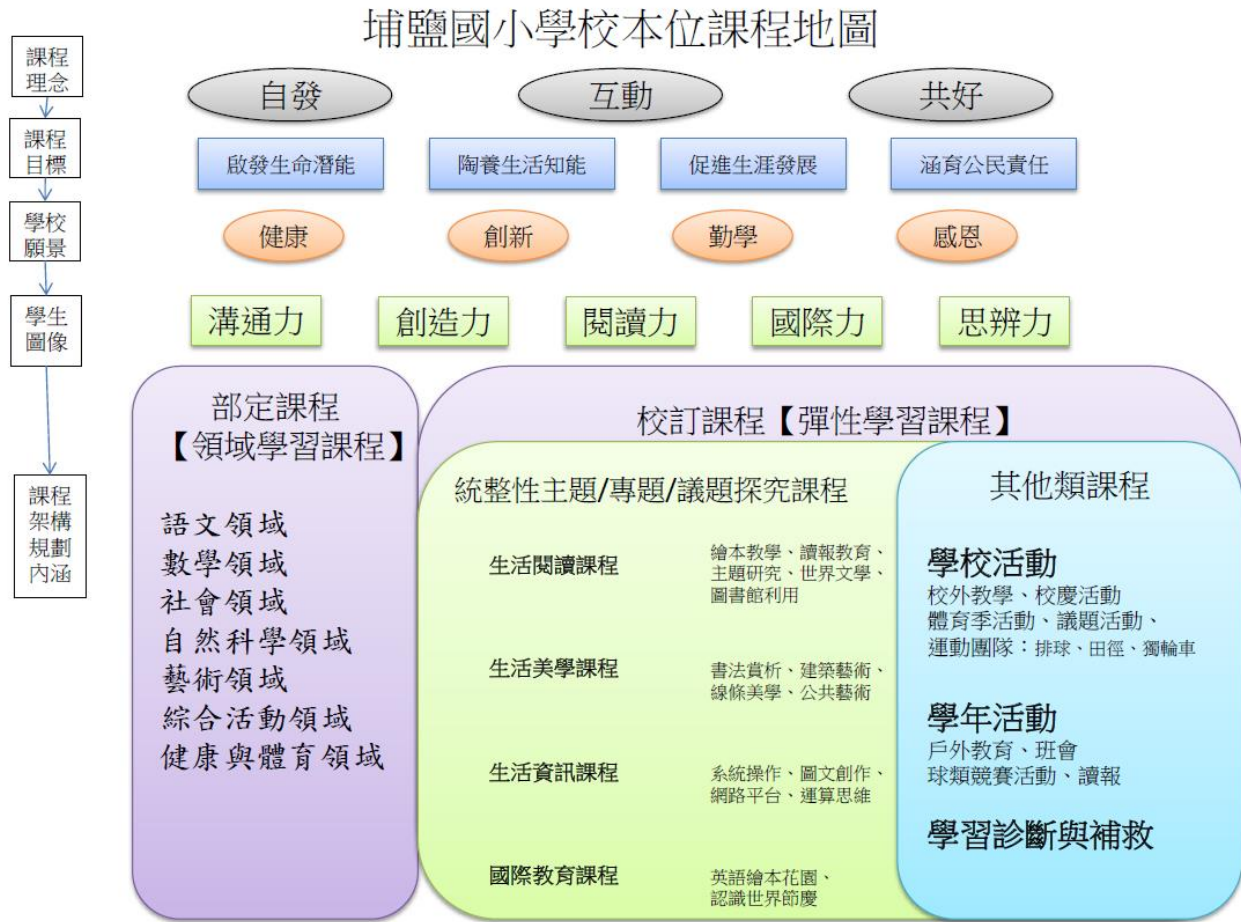 埔鹽國小學校本位課程地圖
課程
理念
自發
互動
共好
課程
目標
啟發生命潛能
陶養生活知能
促進生涯發展
涵育公民責任
學校
願景
健康
創新
勤學
感恩
學生
圖像
溝通力
創造力
閱讀力
國際力
思辨力
課程
架構
規劃
內涵
部定課程
【領域學習課程】
語文領域
數學領域
社會領域
自然科學領域
藝術領域
綜合活動領域
健康與體育領域
校訂課程【彈性學習課程】
統整性主題/專題/議題探究課程
生活閱讀課程
繪本教學、讀報教育、
主題研究、世界文學、
圖書館利用
生活美學課程
書法賞析、建築藝術、
線條美學、公共藝術
生活資訊課程
系統操作、圖文創作、
網路平台、運算思維
國際教育課程
英語繪本花園、
認識世界節慶
其他類課程
學校活動
校外教學、校慶活動
體育季活動、議題活動、
運動團隊：排球、田徑、獨輪車
學年活動
戶外教育、班會
球類競賽活動、讀報
學習診斷與補救